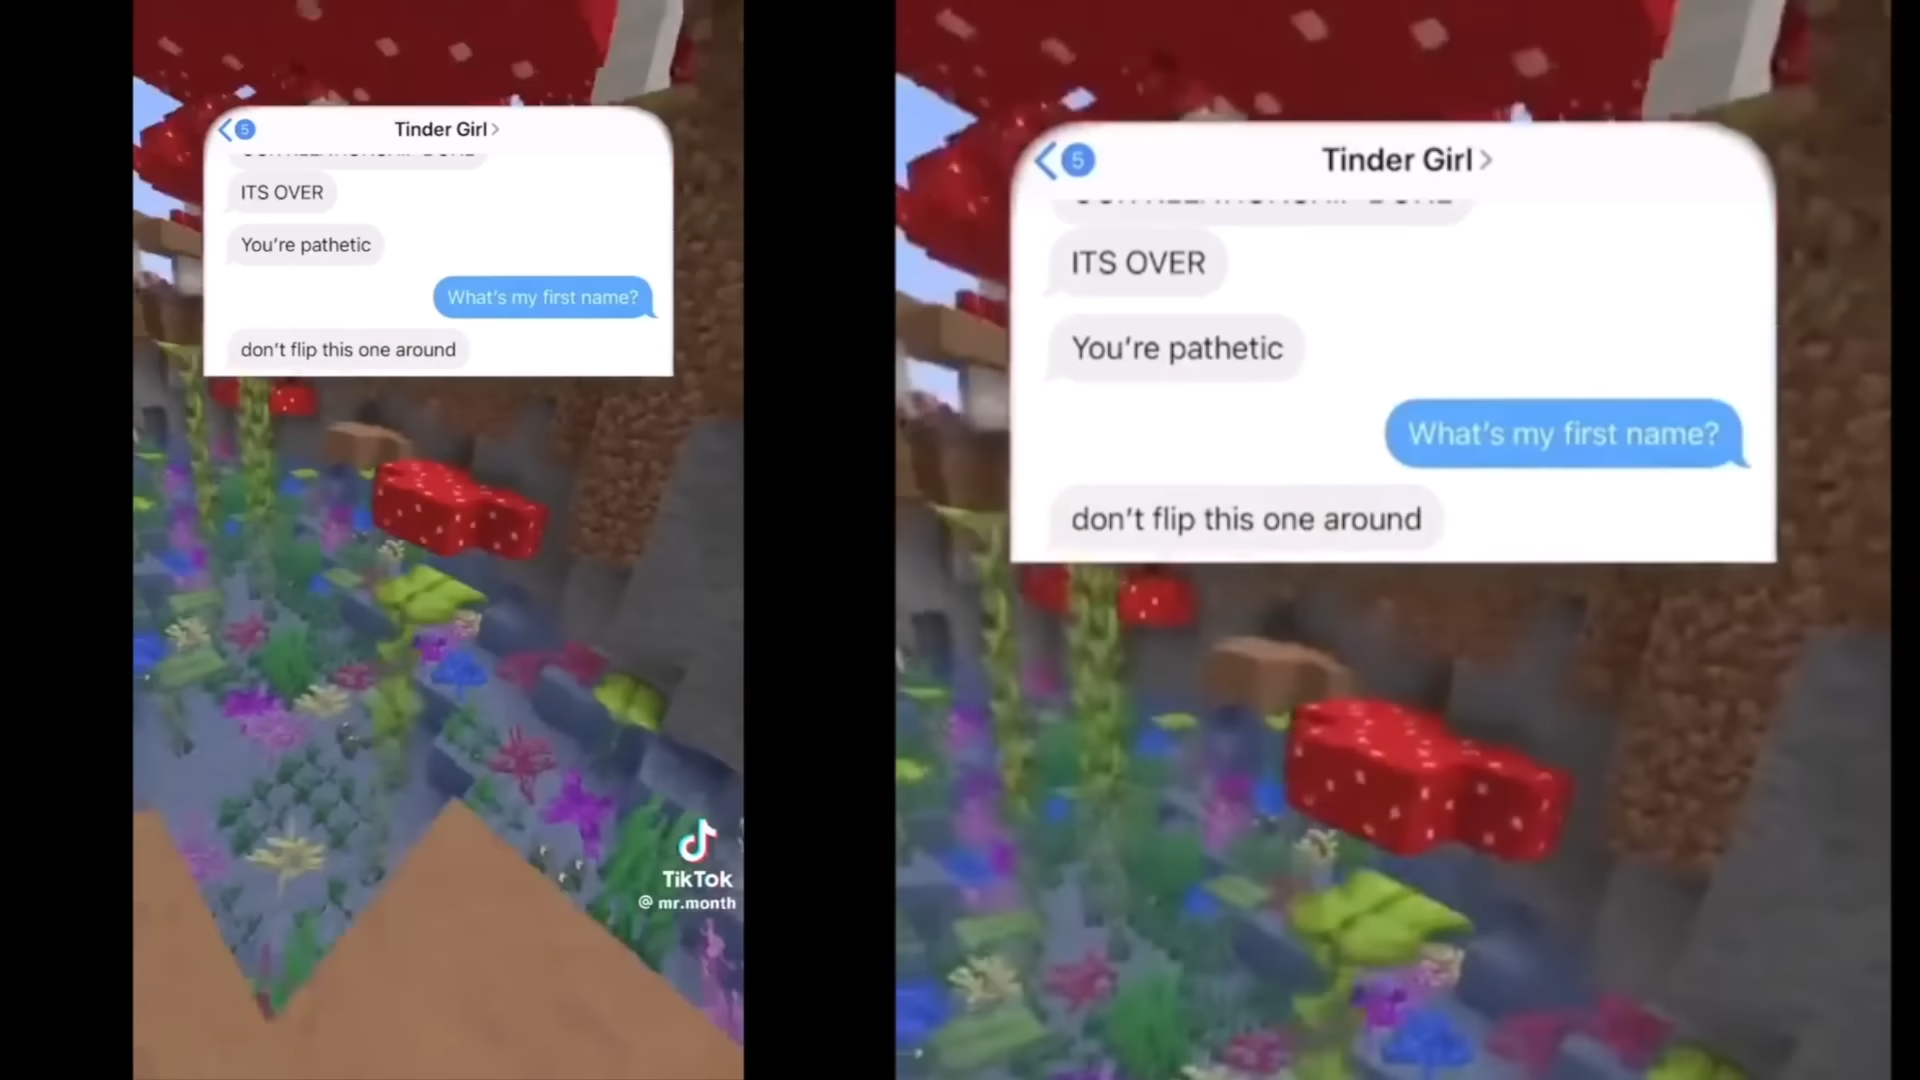 5
Tinder Girl
ITS OVER
You're pathetic
What's my first name?
don't flip this one around
TikTok
@ mr.month
5
Tinder Girl
ITS OVER
You're pathetic
What's my first name?
don't flip this one around